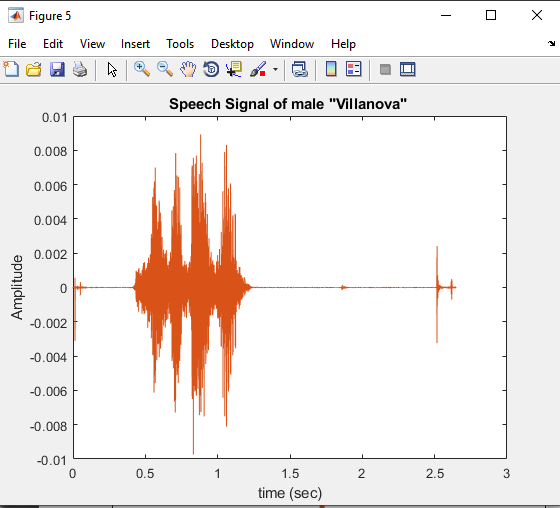 Figure 5
File Edit View Insert Tools Desktop Window Help
Speech Signal of male "Villanova"
0.01
0.008
0.006
0.004
0.002
0
-0.002
-0.004
-0.006
-0.008
-0.01
Amplitude
0 0.5 1 1.5 2 2.5 3
time (sec)